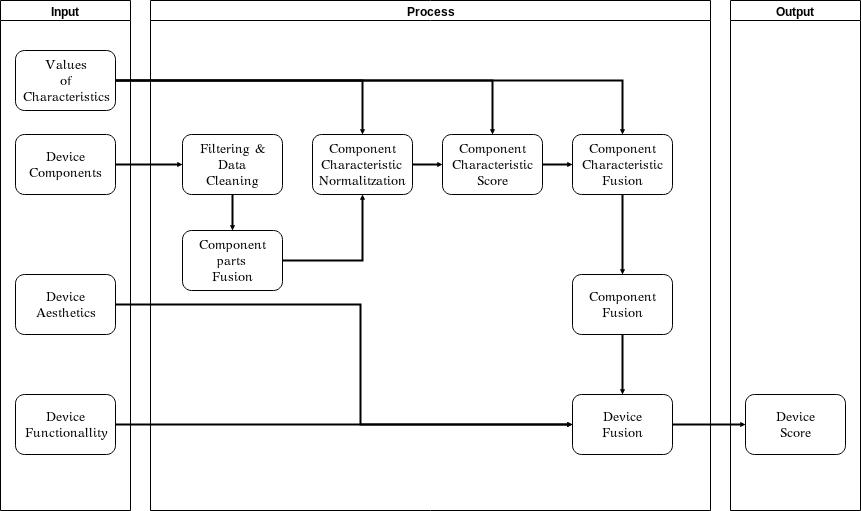 Input
Process
Output
Values
of
Characteristics
Device
Components
Filtering &
Data
Cleaning
Component
Characteristic
Normalitzation
Component
Characteristic
Score
Component
Characteristic
Fusion
Component
parts
Fusion
Device
Aesthetics
Component
Fusion
Device
Functionallity
Device
Fusion
Device
Score